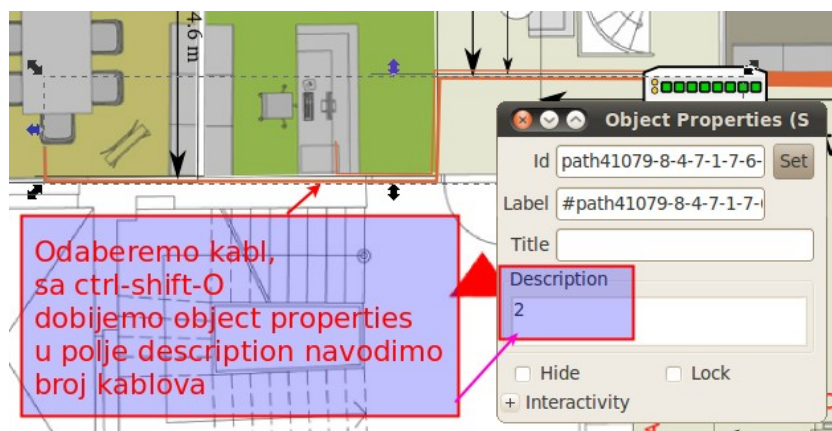 4.6 m
Object Properties (S
Id path41079-8-4-7-1-7-6- Set
Label #path41079-8-4-7-1-7-
Title
Description
2
Hide Lock
+ Interactivity
Odaberemo kabl,
sa ctrl-shift-O
dobijemo object properties
u polje description navodimo
broj kablova